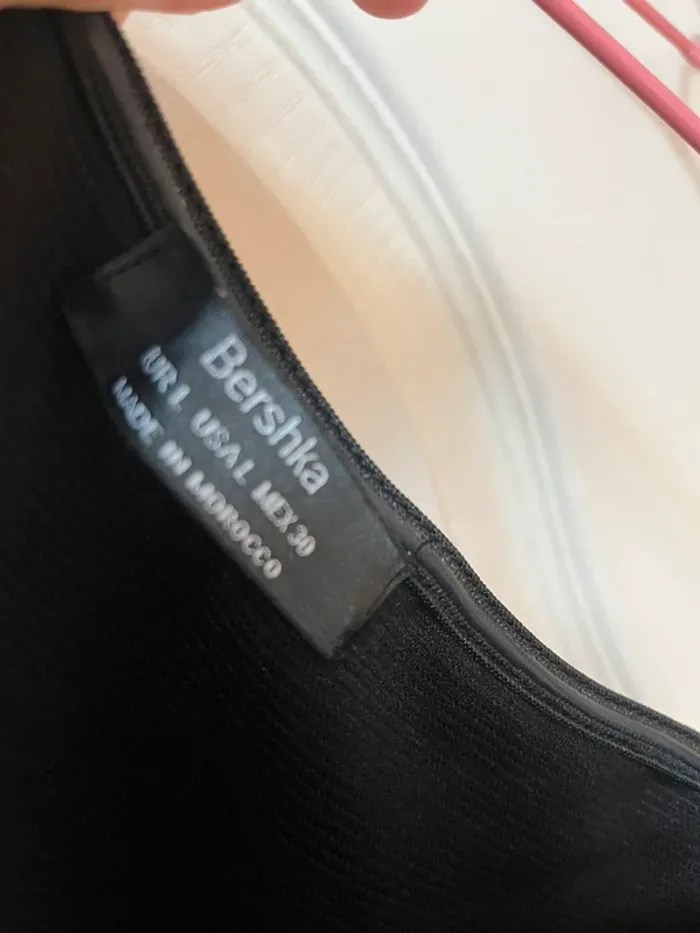 Bershka
EUR L USA L MEX 30
MADE IN MOROCCO